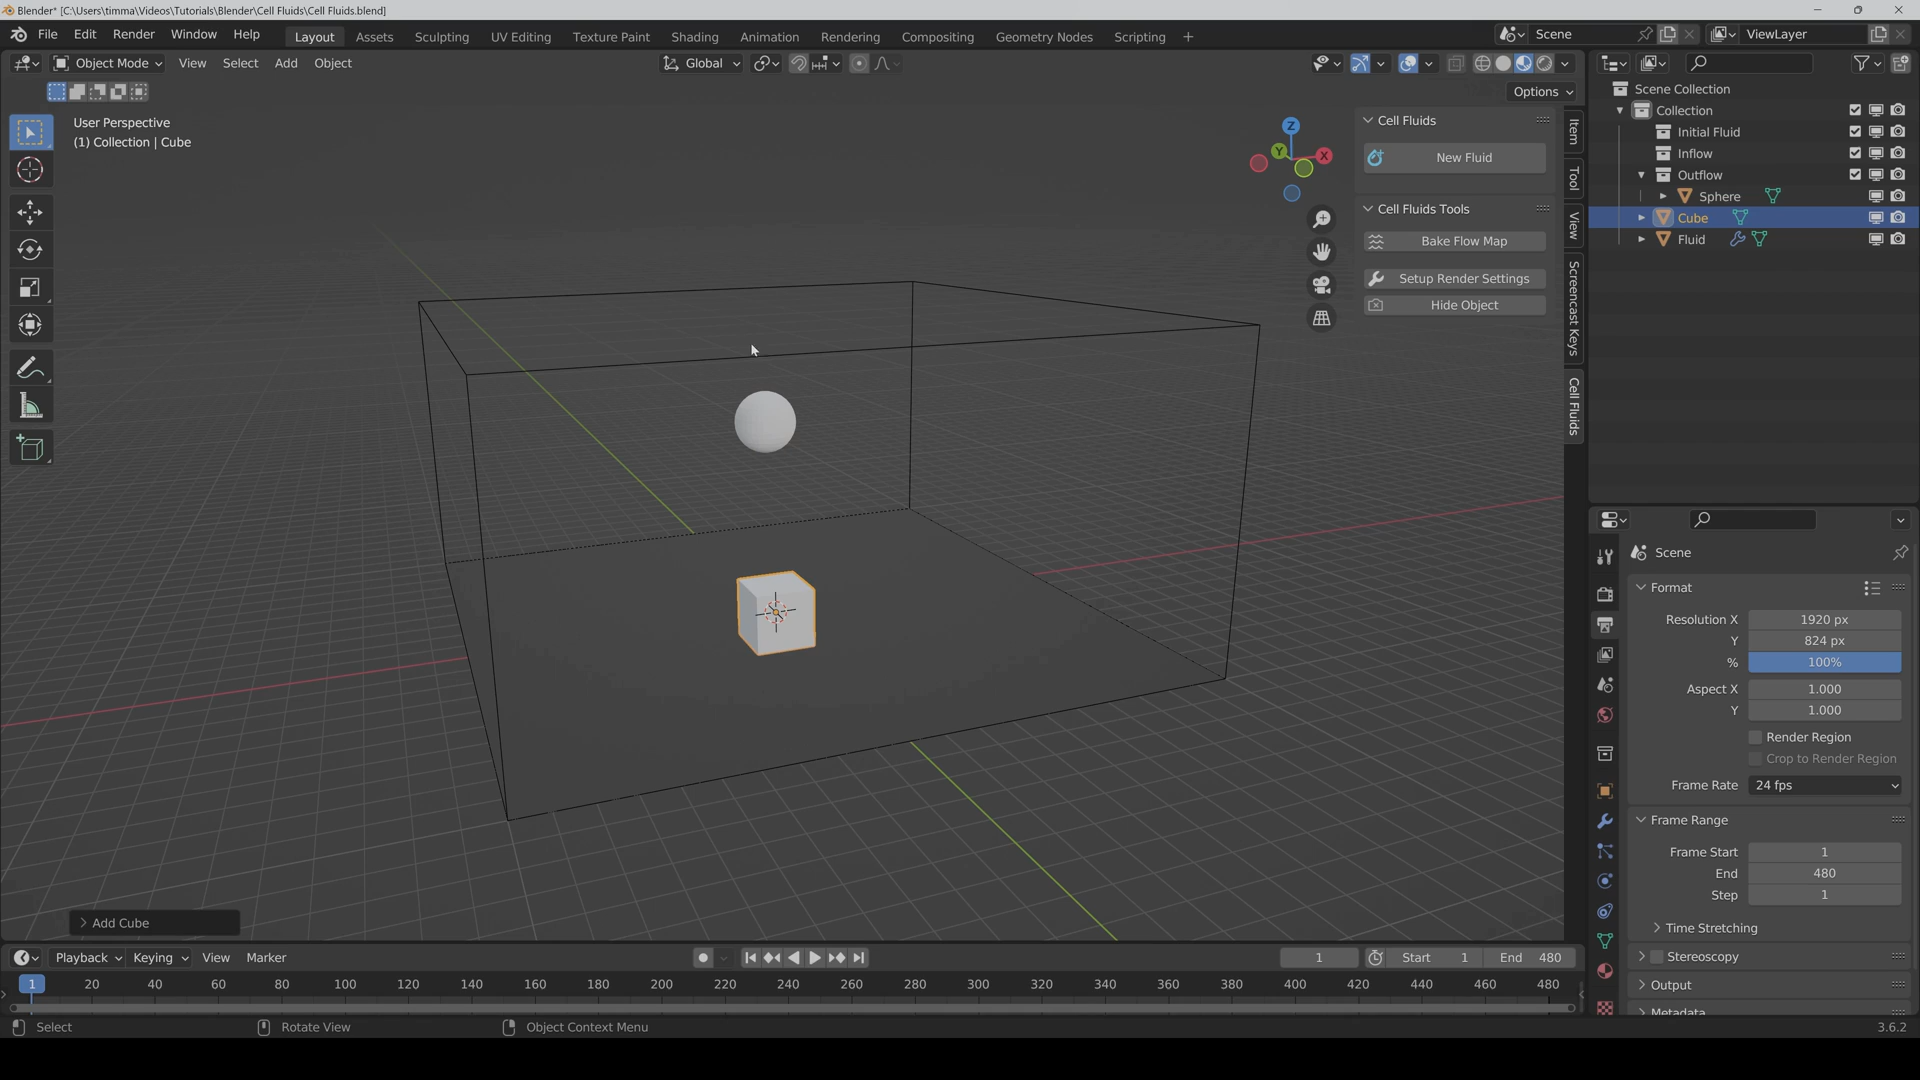 Blender* [C:\Users\timma\Videos\Tutorials\Blender\Cell Fluids\Cell Fluids.blend]
File Edit Render Window Help Layout Assets Sculpting UV Editing Texture Paint Shading Animation Rendering Compositing Geometry Nodes Scripting + Scene ViewLayer
Object Mode View Select Add Object Global
Options
User Perspective
(1) Collection | Cube
Z
Y
X
Cell Fluids
New Fluid
Cell Fluids Tools
Bake Flow Map
Setup Render Settings
Hide Object
Item
Tool
View
Screencast Keys
Cell Fluids
Scene Collection
Collection
Initial Fluid
Inflow
Outflow
Sphere
Cube
Fluid
Scene
Format
Resolution X 1920 px
Y 824 px
% 100%
Aspect X 1.000
Y 1.000
Render Region
Crop to Render Region
Frame Rate 24 fps
Frame Range
Frame Start 1
End 480
Step 1
Time Stretching
Stereoscopy
Output
Metadata
Add Cube
Playback Keying View Marker 1 Start 1 End 480
1 20 40 60 80 100 120 140 160 180 200 220 240 260 280 300 320 340 360 380 400 420 440 460 480
Select Rotate View Object Context Menu 3.6.2